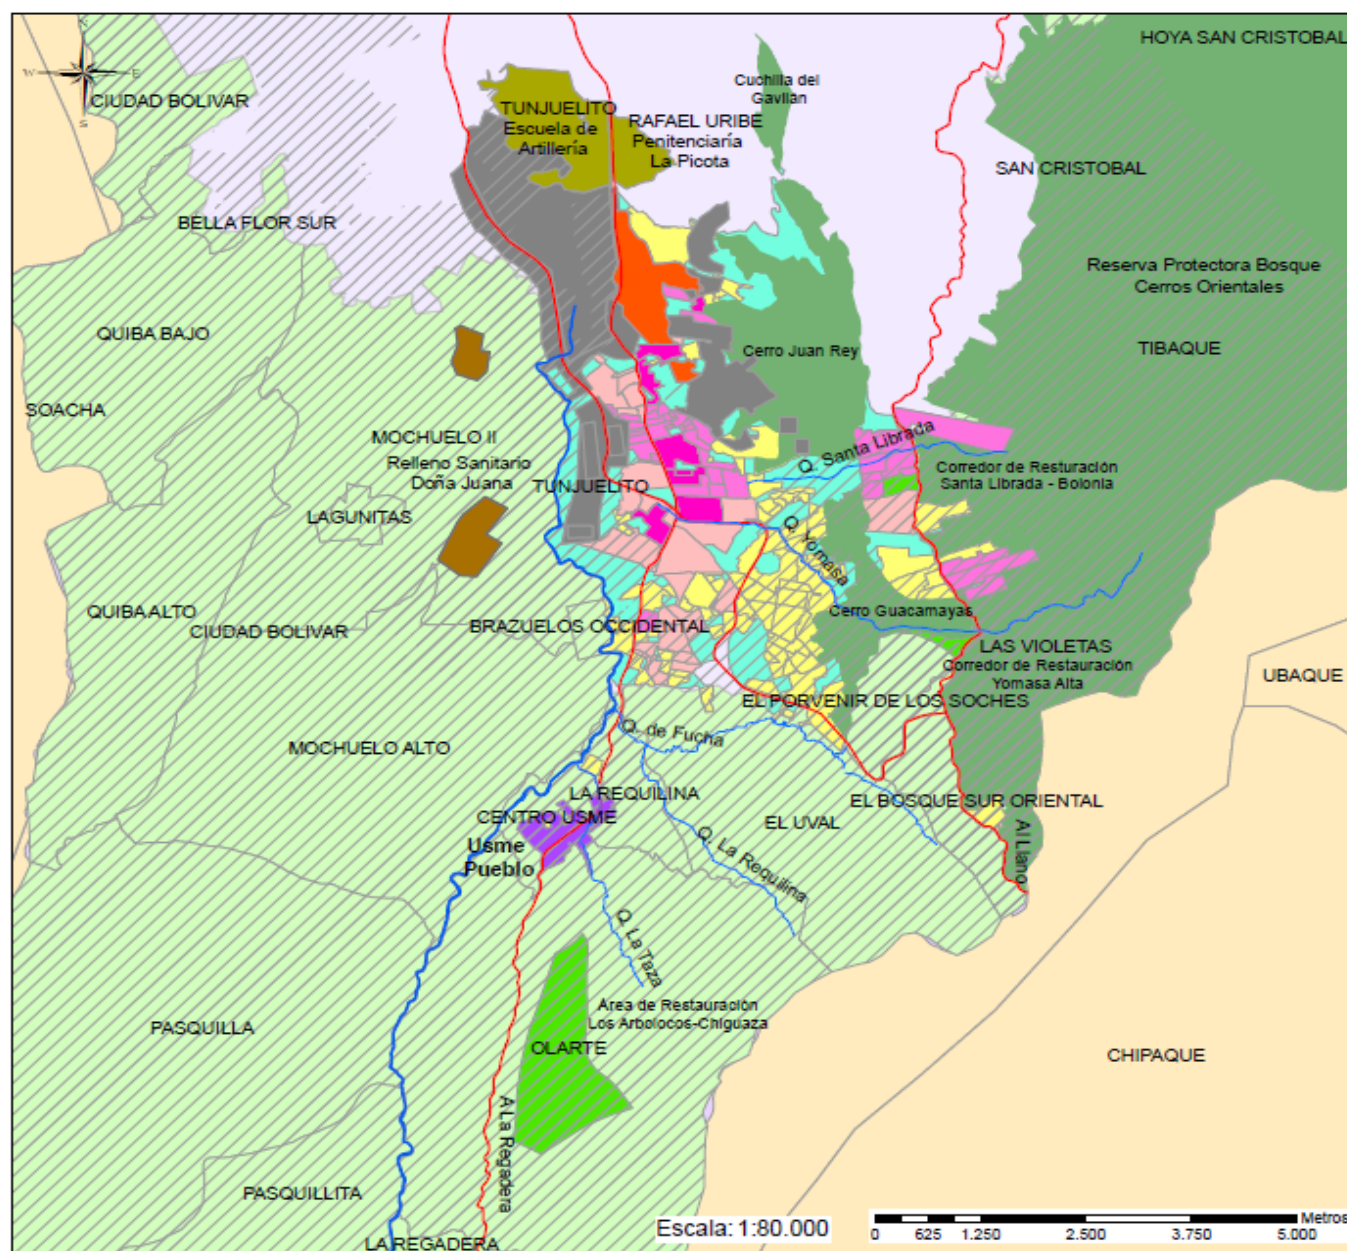 HOYA SAN CRISTOBAL
N
W E
S
CIUDAD BOLIVAR
Cuchilla del
Gavilan
TUNJUELITO
Escuela de
Artillería
RAFAEL URIBE
Penitenciaría
La Picota
SAN CRISTOBAL
BELLA FLOR SUR
Reserva Protectora Bosque
Cerros Orientales
QUIBA BAJO
Cerro Juan Rey
TIBAQUE
SOACHA
MOCHUELO II
Relleno Sanitario
Doña Juana
Q. Santa Librada
Corredor de Resturación
Santa Librada - Bolonia
TUNJUELITO
LAGUNITAS
Q. Yomasa
QUIBA ALTO
CIUDAD BOLIVAR
BRAZUELOS OCCIDENTAL
Cerro Guacamayas
LAS VIOLETAS
Corredor de Restauración
Yomasa Alta
UBAQUE
EL PORVENIR DE LOS SOCHES
Q. de Fucha
MOCHUELO ALTO
LA REQUILINA
EL BOSQUE SUR ORIENTAL
CENTRO USME
EL UVAL
Usme
Pueblo
Q. La Requilina
Al Llano
Q. La Taza
Area de Restauración
Los Arbolocos-Chiguaza
PASQUILLA
OLARTE
CHIPAQUE
A La Regadera
PASQUILLITA
LA REGADERA
Escala: 1:80.000
Metros
0 625 1.250 2.500 3.750 5.000